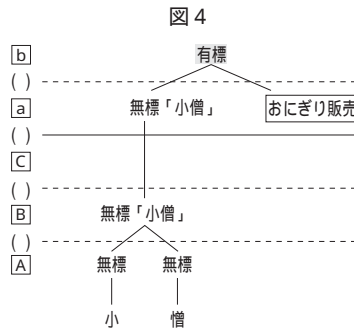 図4
b 有標
( )
a 無標「小僧」 おにぎり販売
( )
C
( )
B 無標「小僧」
( )
A 無標 無標
小 憎